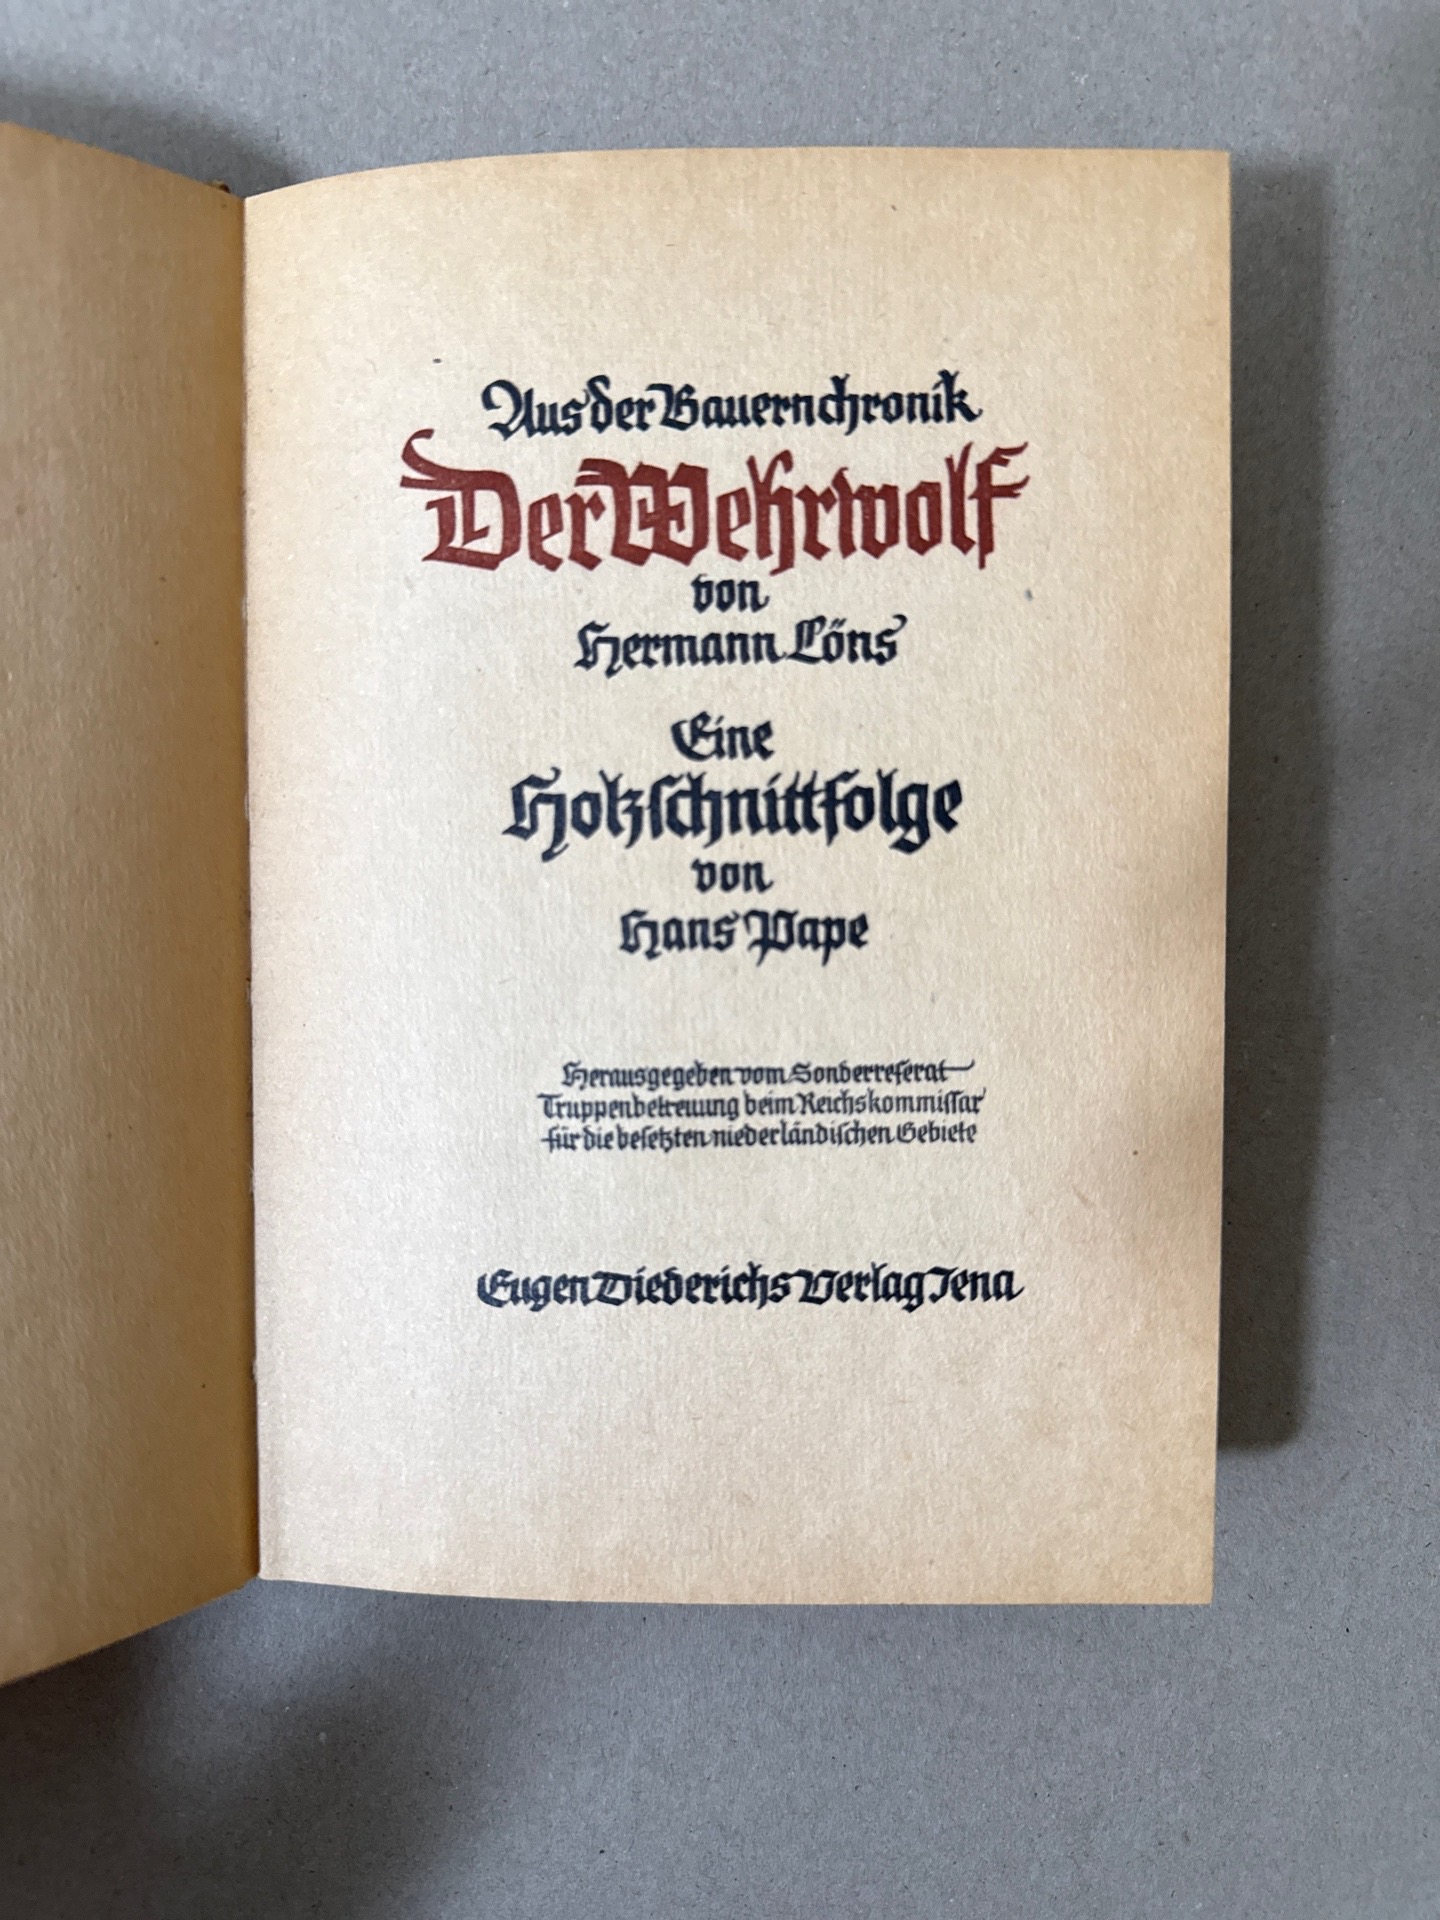 Aus der Bauernchronik
Der Wehrwolf
von
Hermann Löns
Eine
Holzschnittfolge
von
Hans Pape
Herausgegeben vom Sonderreferat
Truppenbetreuung beim Reichskommissar
für die besetzten niederländischen Gebiete
Eugen Diederichs Verlag Jena